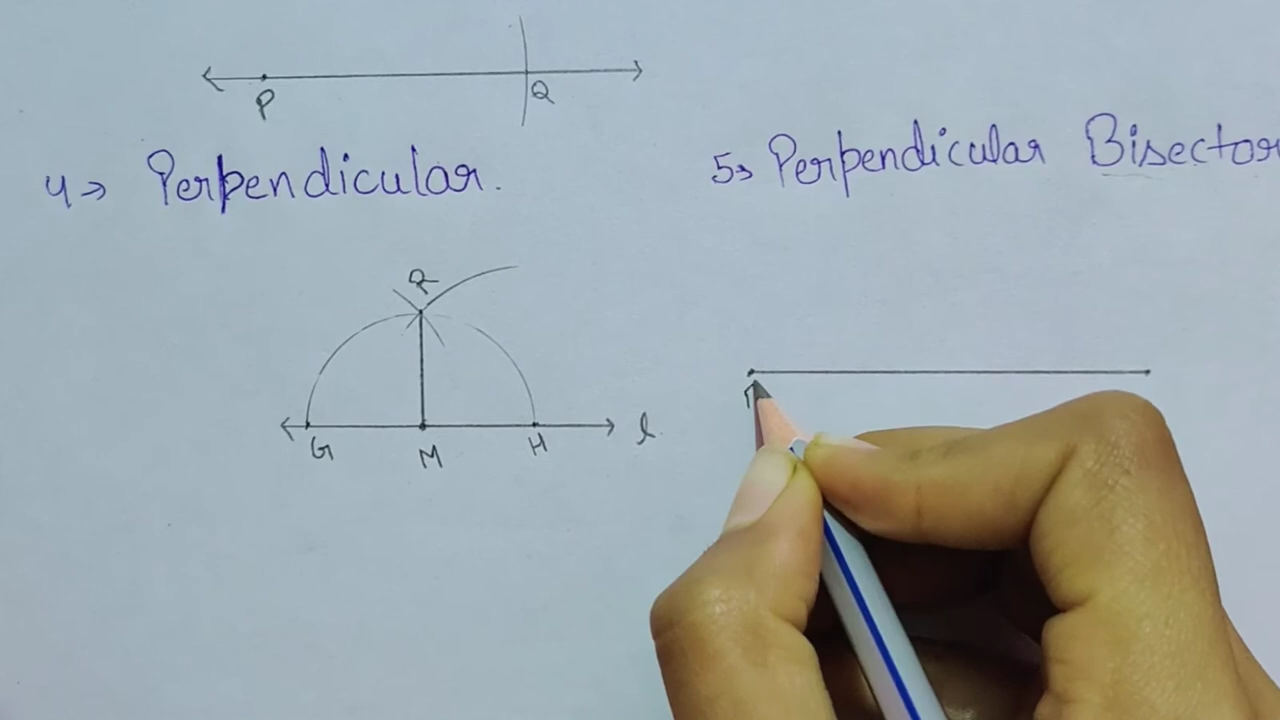 P Q
4→ Perpendicular.
5→ Perpendicular Bisector
R
G M H l.